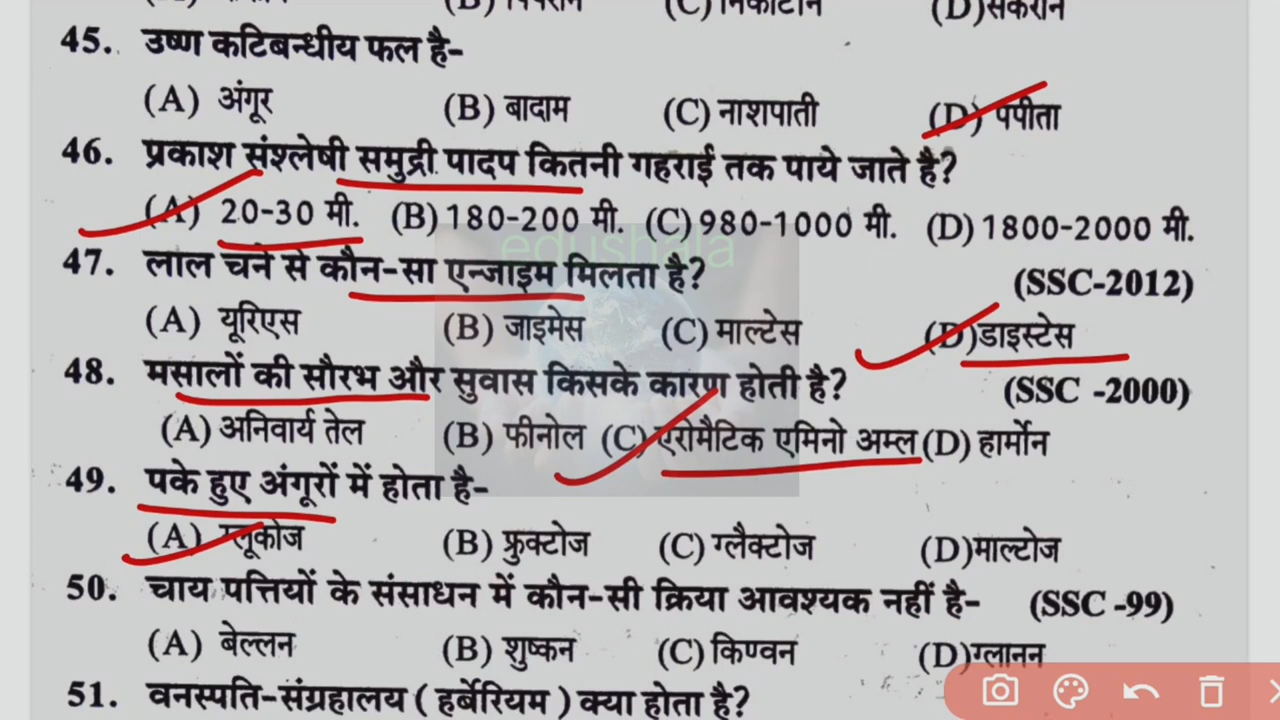 (B) पिपरीन (C) निकोटीन (D)सैकरीन
45. उष्ण कटिबन्धीय फल है-
(A) अंगूर (B) बादाम (C) नाशपाती (D) पपीता
46. प्रकाश संश्लेषी समुद्री पादप कितनी गहराई तक पाये जाते है?
(A) 20-30 मी. (B) 180-200 मी. (C) 980-1000 मी. (D) 1800-2000 मी.
edushala
47. लाल चने से कौन-सा एन्जाइम मिलता है? (SSC-2012)
(A) यूरिएस (B) जाइमेस (C) माल्टेस (D)डाइस्टेस
48. मसालों की सौरभ और सुवास किसके कारण होती है? (SSC -2000)
(A) अनिवार्य तेल (B) फीनोल (C) एरोमैटिक एमिनो अम्ल (D) हार्मोन
49. पके हुए अंगूरों में होता है-
(A) ग्लूकोज (B) फ्रुक्टोज (C) ग्लैक्टोज (D)माल्टोज
50. चाय पत्तियों के संसाधन में कौन-सी क्रिया आवश्यक नहीं है- (SSC -99)
(A) बेल्लन (B) शुष्कन (C) किण्वन (D)ग्लानन
51. वनस्पति-संग्रहालय ( हर्बेरियम ) क्या होता है?